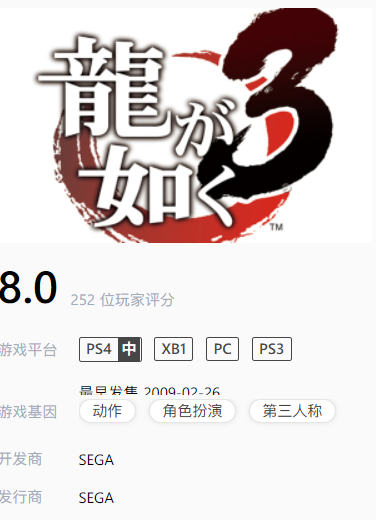 龍が
如く
3
TM
8.0 252 位玩家评分
游戏平台 PS4 中 XB1 PC PS3
最早发售 2009-02-26
游戏基因 动作 角色扮演 第三人称
开发商 SEGA
发行商 SEGA